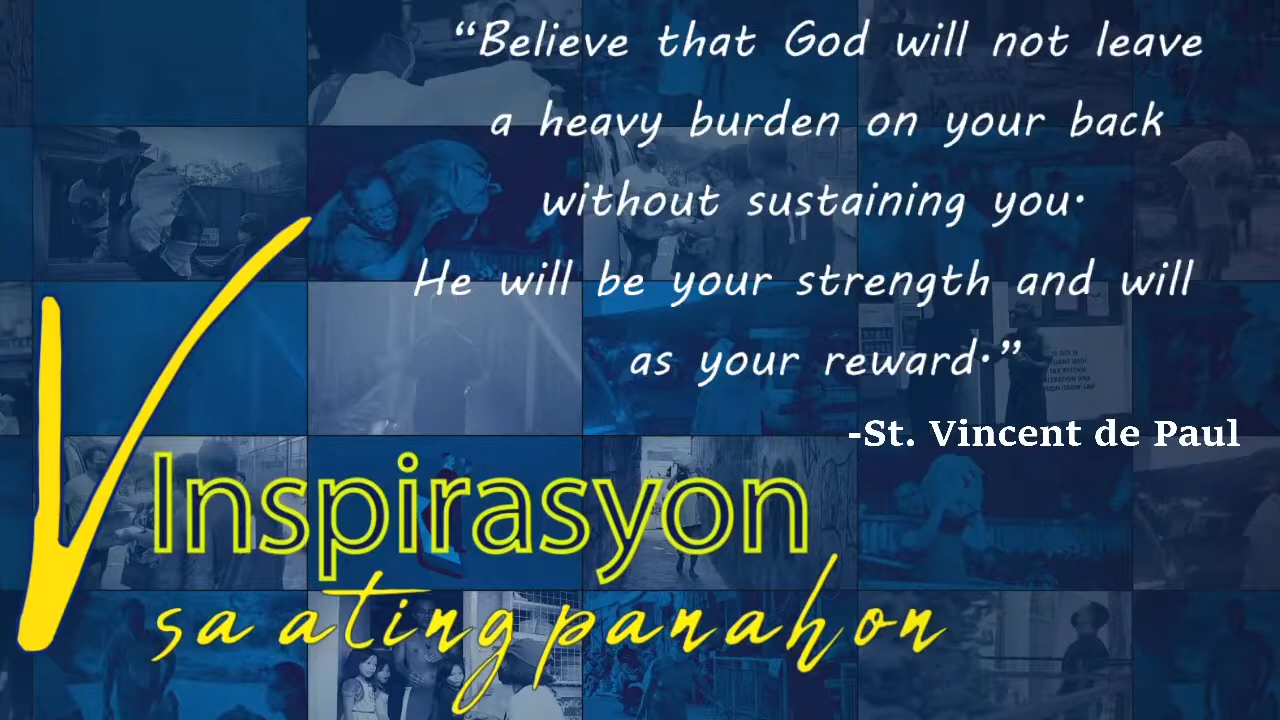 “Believe that God will not leave
a heavy burden on your back
without sustaining you.
He will be your strength and will
as your reward.”
-St. Vincent de Paul
V
Inspirasyon
sa ating panahon